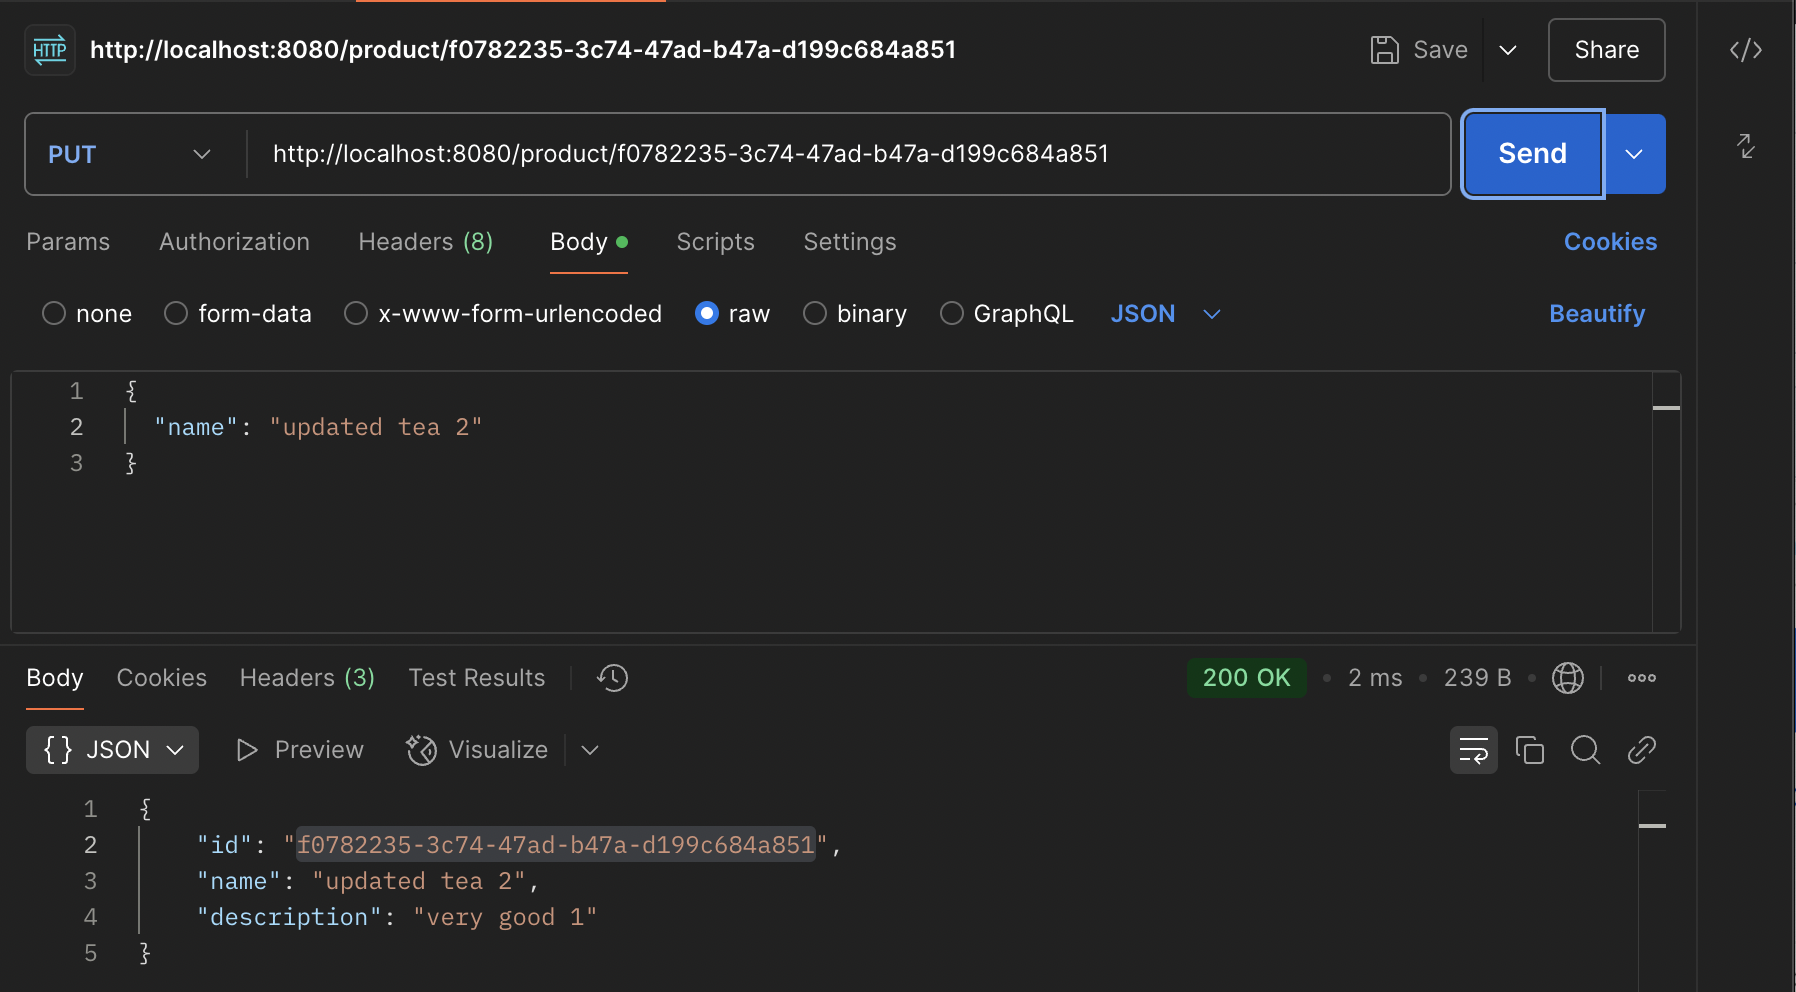 HTTP http://localhost:8080/product/f0782235-3c74-47ad-b47a-d199c684a851 Save Share
PUT http://localhost:8080/product/f0782235-3c74-47ad-b47a-d199c684a851 Send
Params Authorization Headers (8) Body Scripts Settings Cookies
none form-data x-www-form-urlencoded raw binary GraphQL JSON Beautify
1 {
2 "name": "updated tea 2"
3 }
Body Cookies Headers (3) Test Results 200 OK • 2 ms • 239 B •
{} JSON Preview Visualize
1 {
2 "id": "f0782235-3c74-47ad-b47a-d199c684a851",
3 "name": "updated tea 2",
4 "description": "very good 1"
5 }